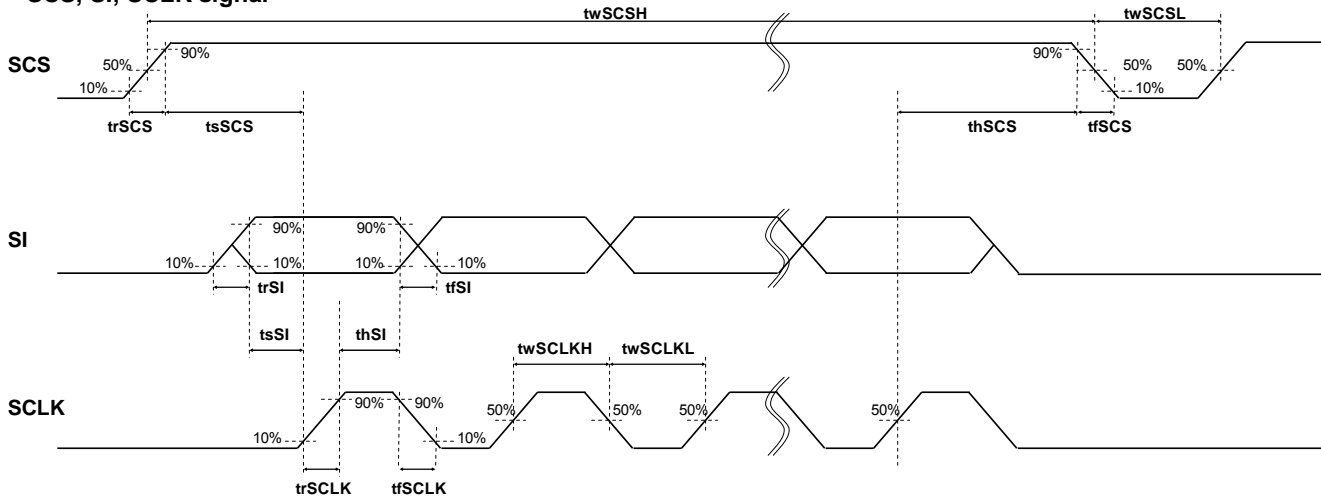 SCS, SI, SCLK signal
twSCSH twSCSL
SCS 90% 90%
50% 50% 50%
10% 10%
trSCS tsSCS thSCS tfSCS
SI 90% 90%
10% 10% 10% 10%
trSI tfSI
tsSI thSI
twSCLKH twSCLKL
SCLK 90% 90% 50% 50% 50% 50%
10% 10%
trSCLK tfSCLK